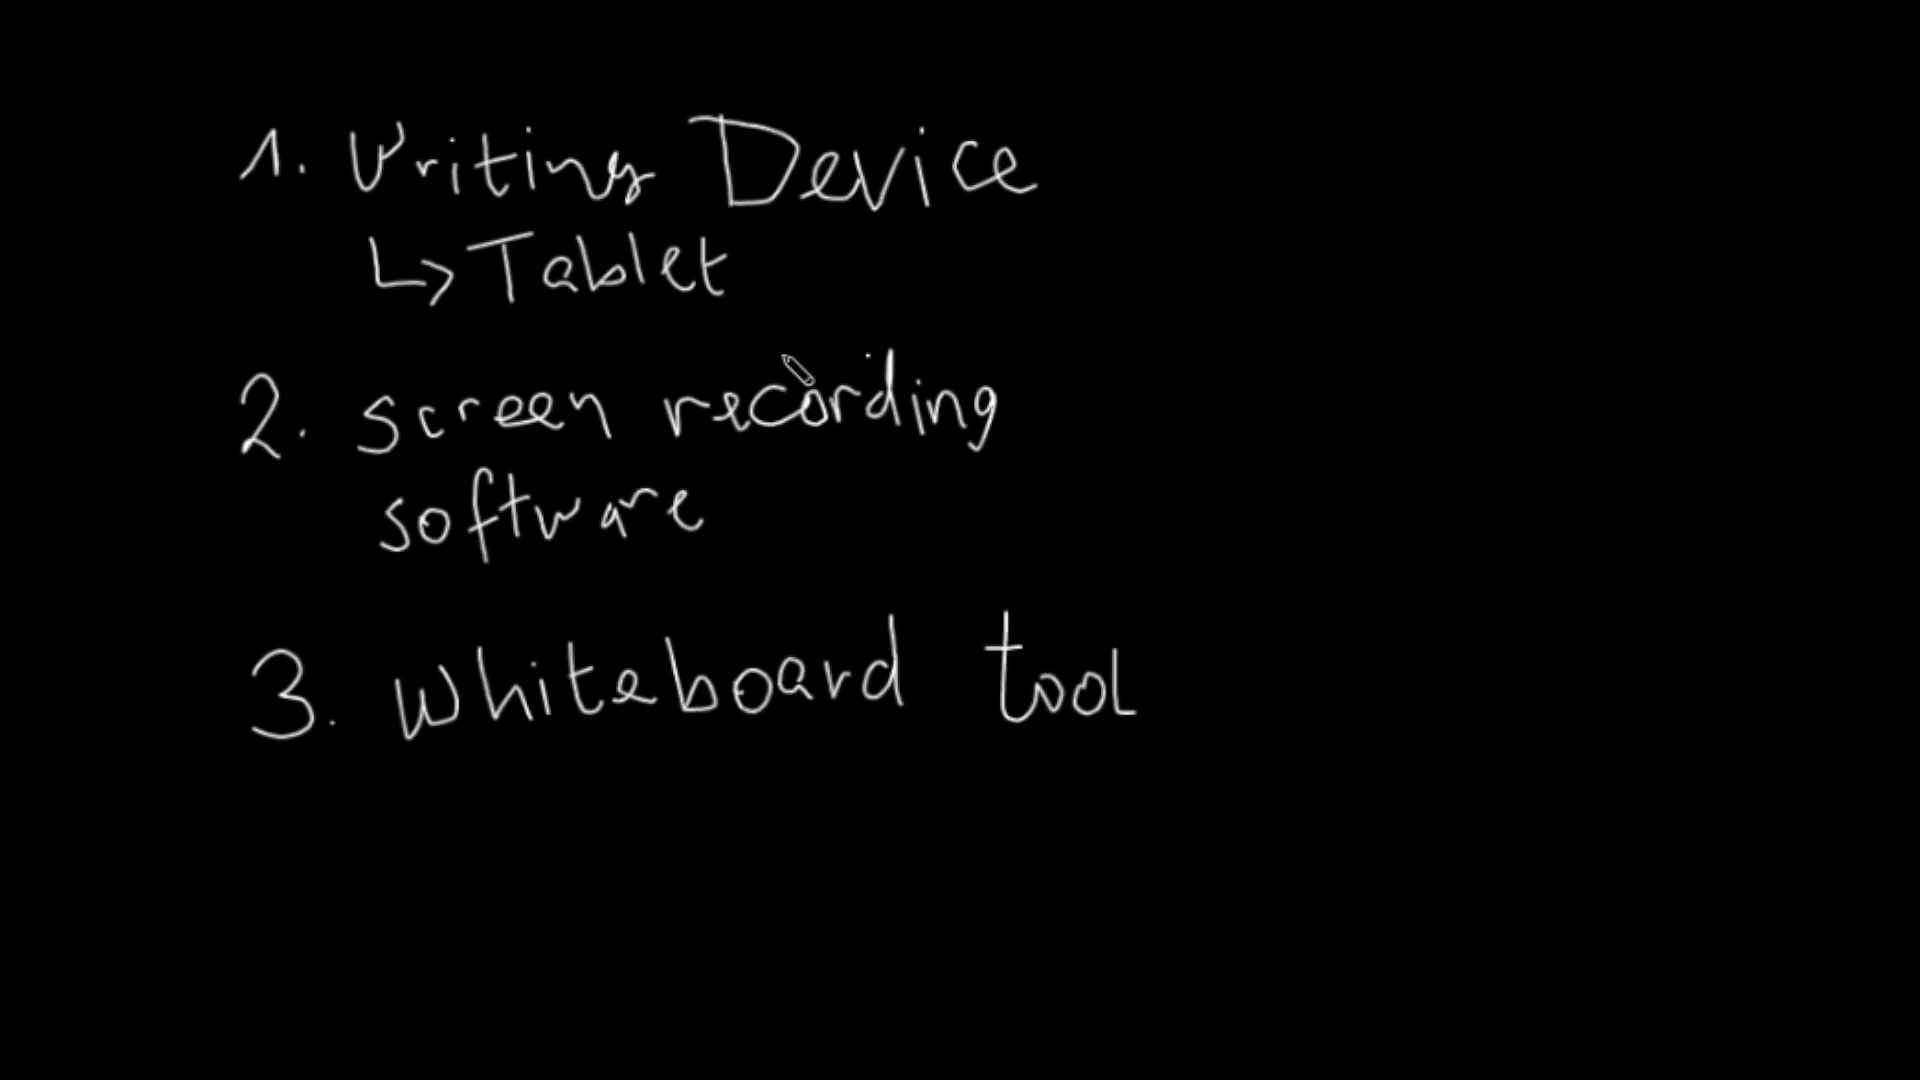 1. Writing Device
↳ Tablet
2. screen recording
software
3. whiteboard tool